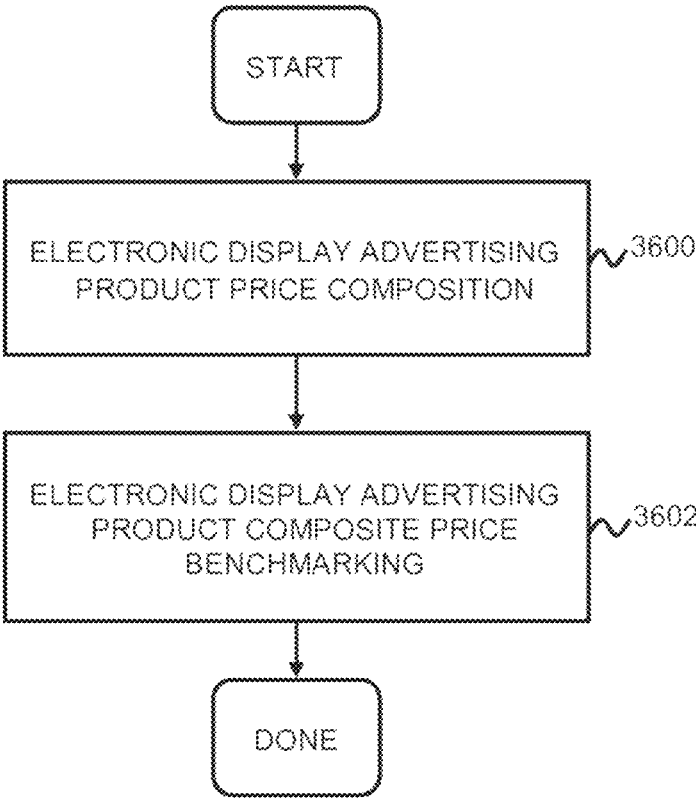 START
ELECTRONIC DISPLAY ADVERTISING
PRODUCT PRICE COMPOSITION
3600
ELECTRONIC DISPLAY ADVERTISING
PRODUCT COMPOSITE PRICE
BENCHMARKING
3602
DONE